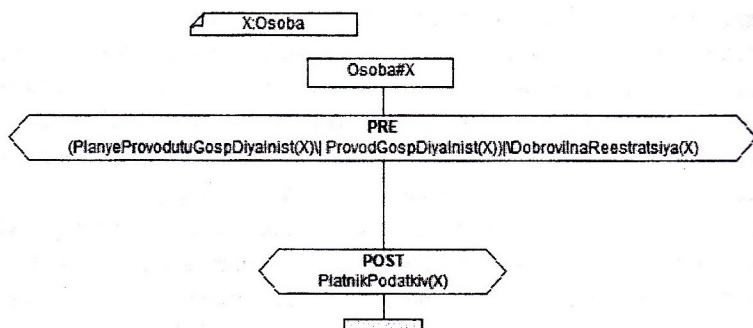 X:Osoba
Osoba#X
PRE
(PlanyeProvodutuGospDiyalnist(X)\| ProvodGospDiyalnist(X))|\DobrovilnaReestratsiya(X)
POST
PlatnikPodatkiv(X)